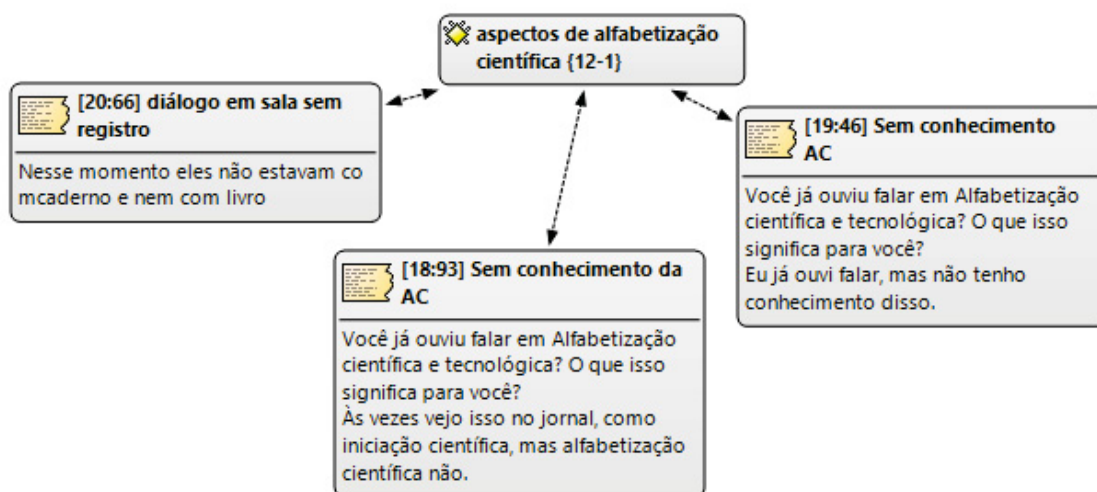 aspectos de alfabetização
científica {12-1}
[20:66] diálogo em sala sem
registro
Nesse momento eles não estavam co
mcaderno e nem com livro
[19:46] Sem conhecimento
AC
Você já ouviu falar em Alfabetização
científica e tecnológica? O que isso
significa para você?
Eu já ouvi falar, mas não tenho
conhecimento disso.
[18:93] Sem conhecimento da
AC
Você já ouviu falar em Alfabetização
científica e tecnológica? O que isso
significa para você?
Às vezes vejo isso no jornal, como
iniciação científica, mas alfabetização
científica não.